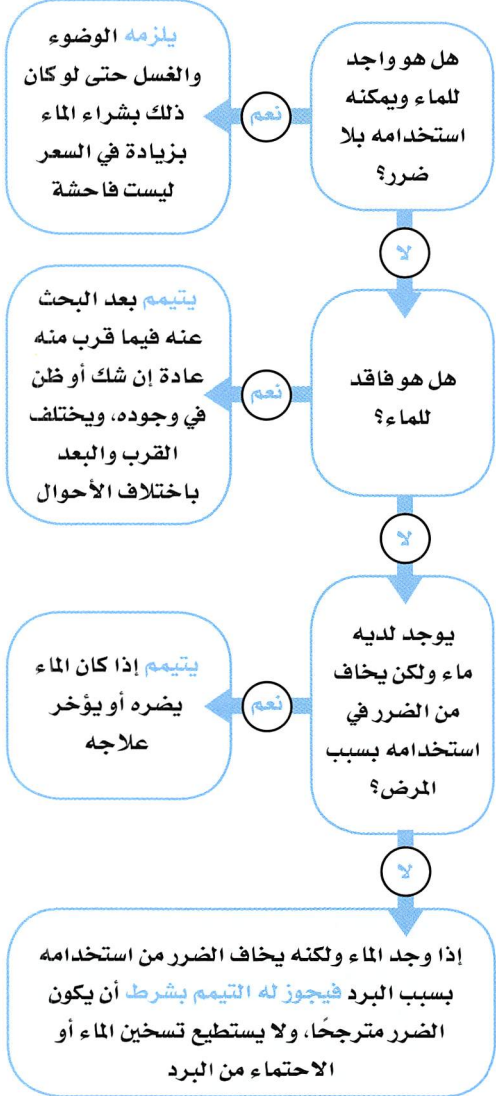 هل هو واجد
للماء ويمكنه
استخدامه بلا
ضرر؟
نعم
يلزمه الوضوء
والغسل حتى لو كان
ذلك بشراء الماء
بزيادة في السعر
ليست فاحشة
لا
هل هو فاقد
للماء؟
نعم
يتيمم بعد البحث
عنه فيما قرب منه
عادة إن شك أو ظن
في وجوده، ويختلف
القرب والبعد
باختلاف الأحوال
لا
يوجد لديه
ماء ولكن يخاف
من الضرر في
استخدامه بسبب
المرض؟
نعم
يتيمم إذا كان الماء
يضره أو يؤخر
علاجه
لا
إذا وجد الماء ولكنه يخاف الضرر من استخدامه
بسبب البرد فيجوز له التيمم بشرط أن يكون
الضرر مترجحًا، ولا يستطيع تسخين الماء أو
الاحتماء من البرد